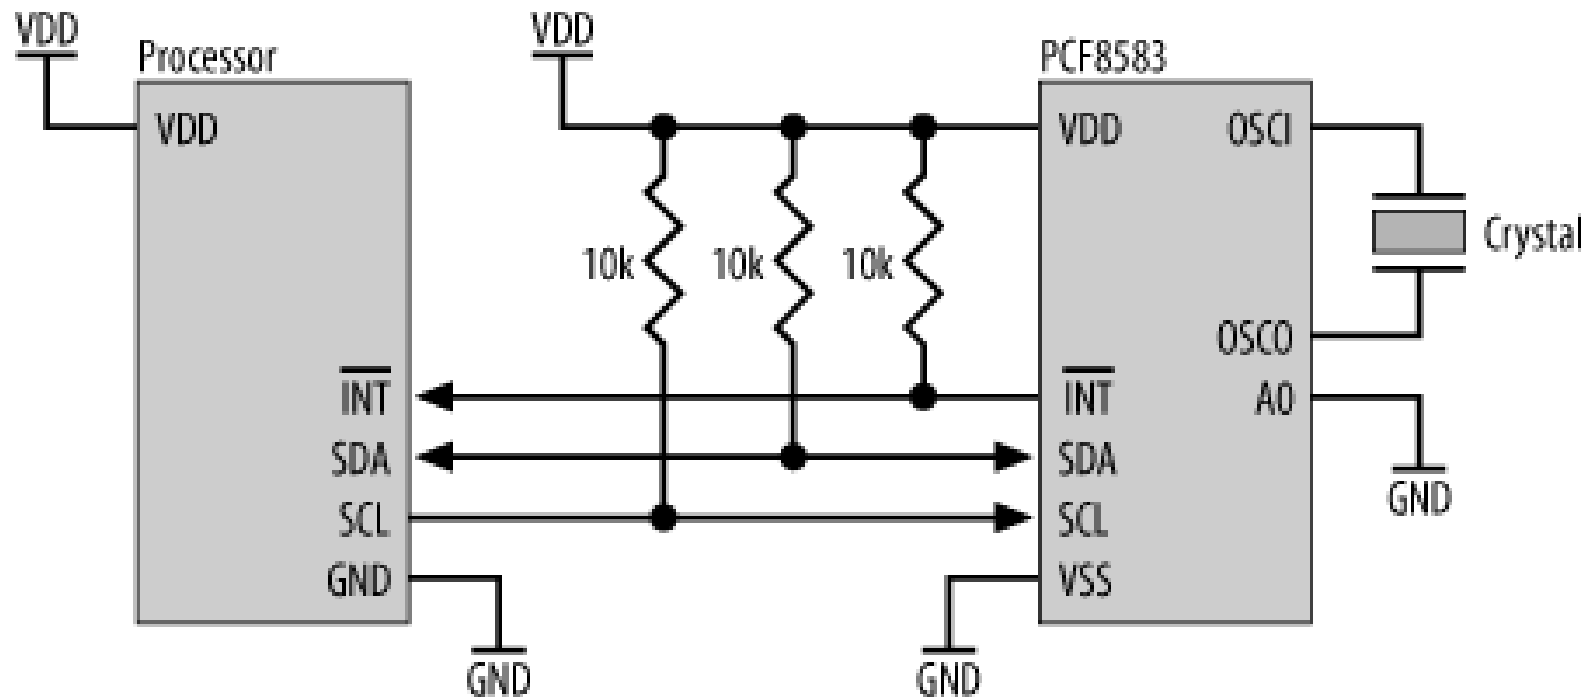 VDD
Processor
VDD
VDD
PCF8583
VDD
OSCI
10k
10k
10k
Crystal
OSCO
INT
SDA
SCL
GND
INT
SDA
SCL
VSS
A0
GND
GND
GND